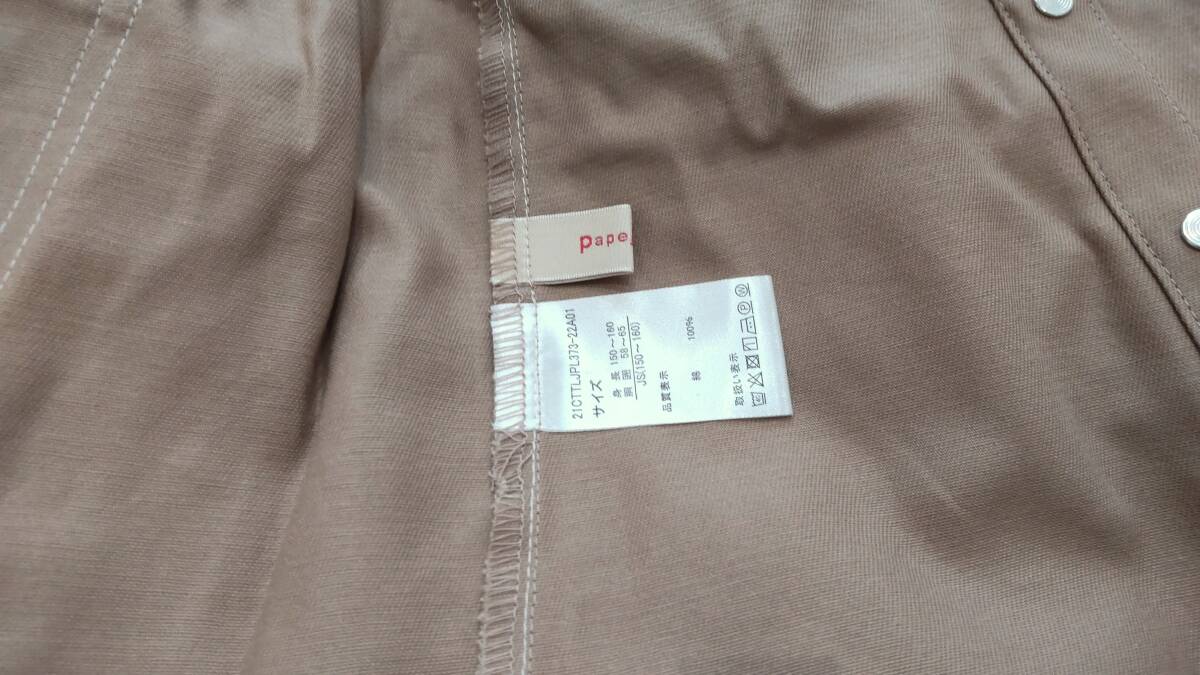 Pape
21CTTLJPL373-22A01
サイズ
身長 150～160
胴囲 58～65
JS(150～160)
品質表示
綿 100%
取扱い表示